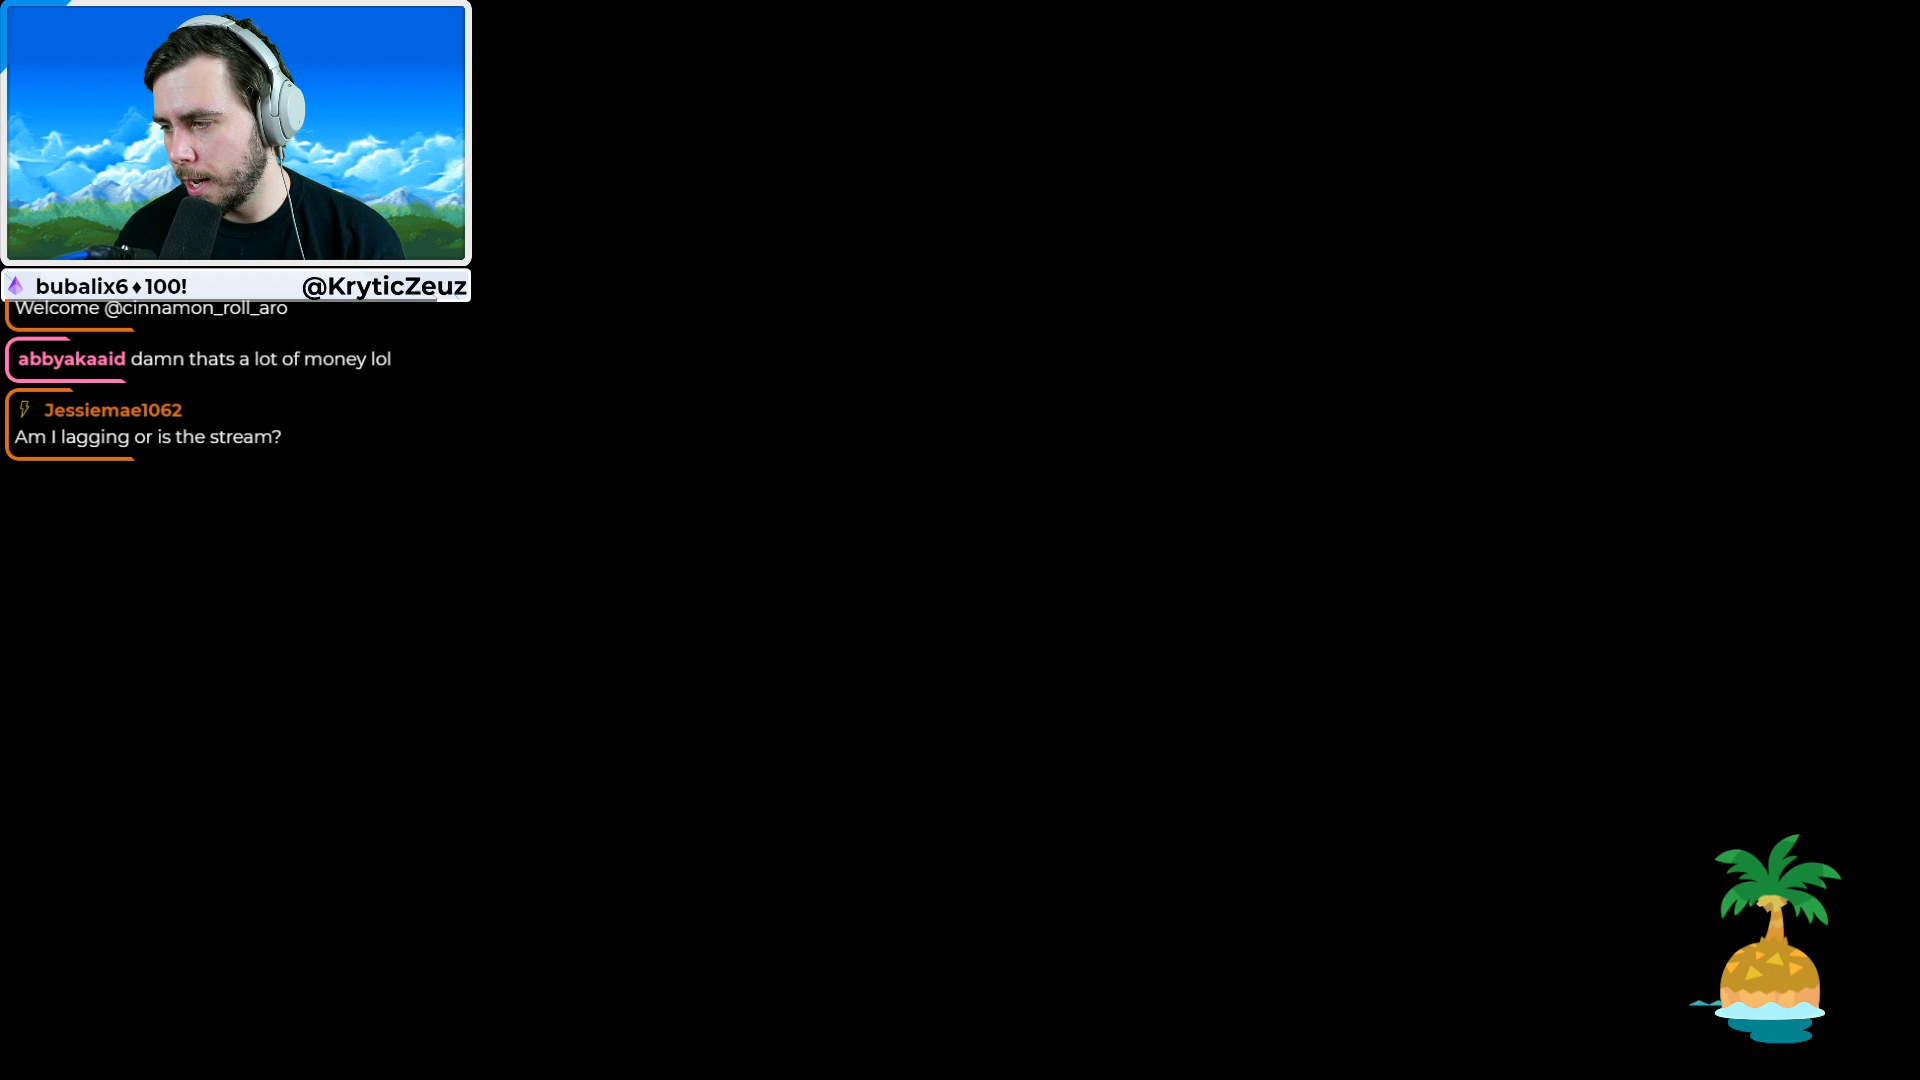 bubalix6♦100!
@KryticZeuz
Welcome @cinnamon_roll_aro
abbyakaaid damn thats a lot of money lol
Jessiemae1062
Am I lagging or is the stream?